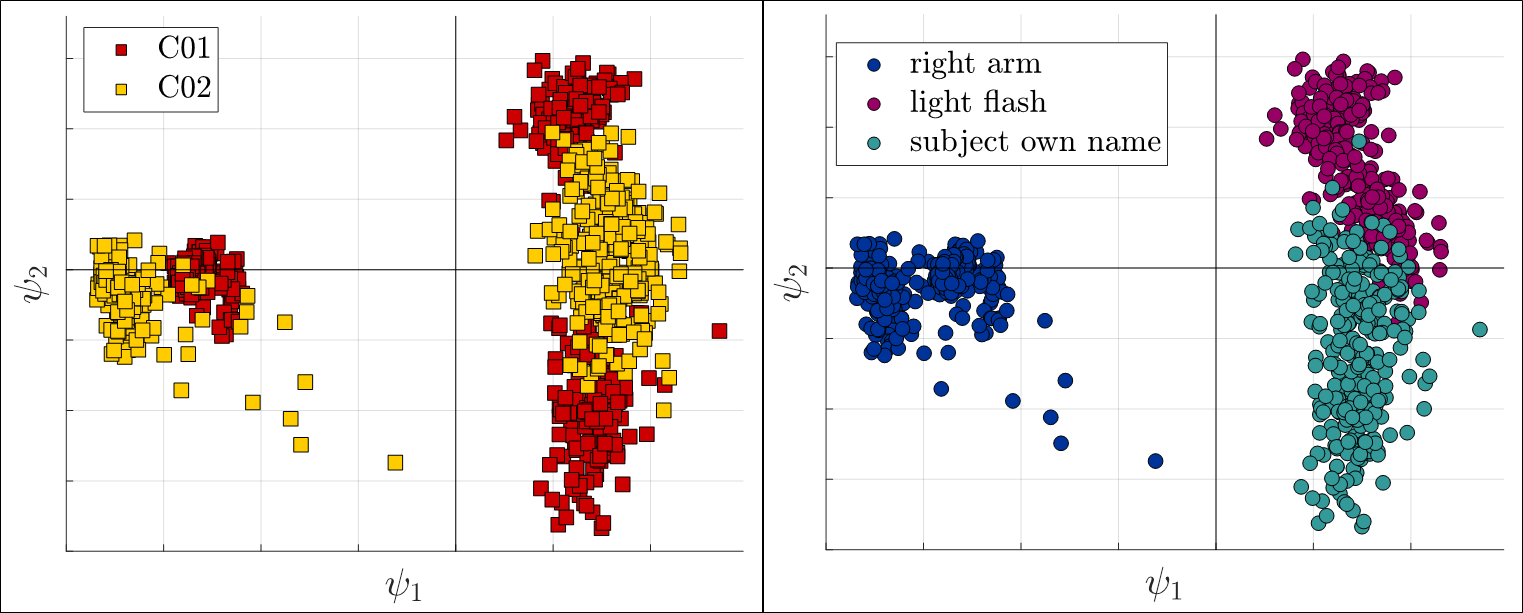 C01
C02
ψ2
ψ1
right arm
light flash
subject own name
ψ2
ψ1